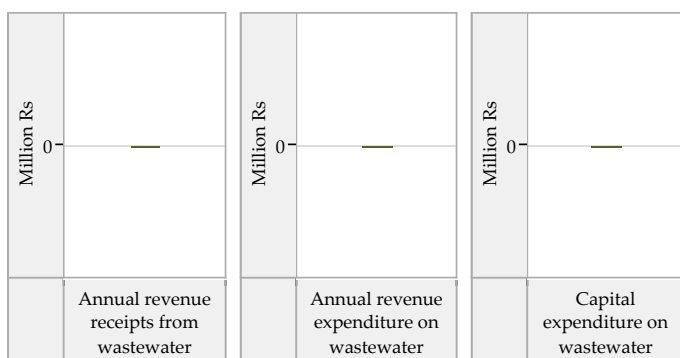 Million Rs
0
Annual revenue
receipts from
wastewater
Million Rs
0
Annual revenue
expenditure on
wastewater
Million Rs
0
Capital
expenditure on
wastewater